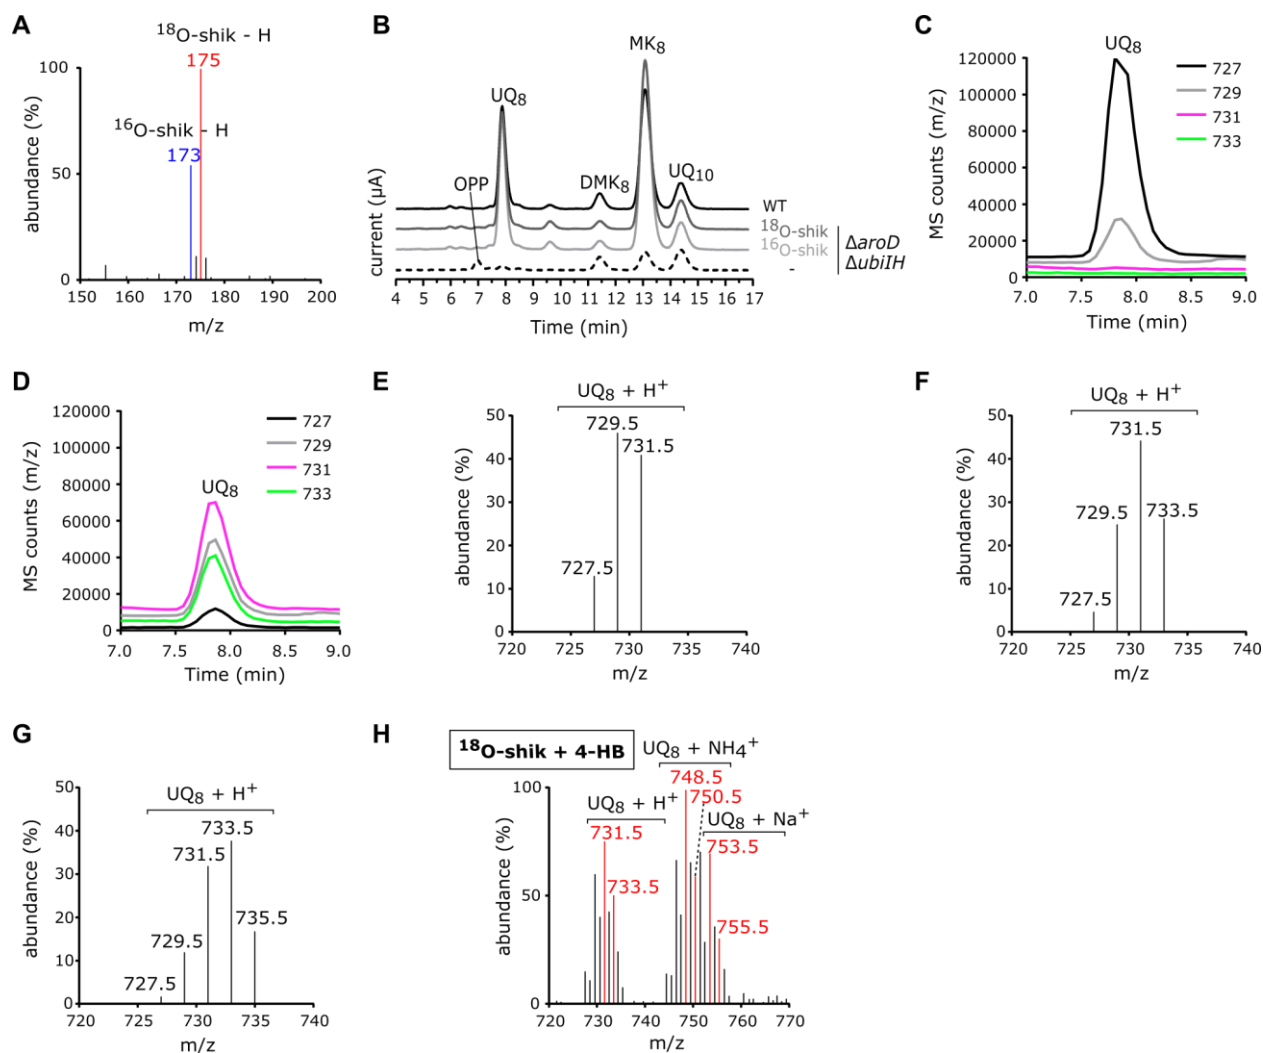 A
¹⁸O-shik - H
175
¹⁶O-shik - H
173
abundance (%)
100
50
0
150 160 170 180 190 200
m/z
B
MK₈
UQ₈
OPP
DMK₈
UQ₁₀
WT
¹⁸O-shik
¹⁶O-shik
-
ΔaroD
ΔubiIH
current (µA)
4 5 6 7 8 9 10 11 12 13 14 15 16 17
Time (min)
C
UQ₈
727
729
731
733
MS counts (m/z)
120000
100000
80000
60000
40000
20000
0
7.0 7.5 8.0 8.5 9.0
Time (min)
D
UQ₈
727
729
731
733
MS counts (m/z)
120000
100000
80000
60000
40000
20000
0
7.0 7.5 8.0 8.5 9.0
Time (min)
E
UQ₈ + H⁺
729.5
731.5
727.5
abundance (%)
50
40
30
20
10
0
720 725 730 735 740
m/z
F
UQ₈ + H⁺
731.5
729.5
733.5
727.5
abundance (%)
50
40
30
20
10
0
720 725 730 735 740
m/z
G
UQ₈ + H⁺
733.5
731.5
735.5
729.5
727.5
abundance (%)
50
40
30
20
10
0
720 725 730 735 740
m/z
H
¹⁸O-shik + 4-HB
UQ₈ + NH₄⁺
748.5
750.5
UQ₈ + H⁺
731.5
733.5
UQ₈ + Na⁺
753.5
755.5
abundance (%)
100
50
0
720 730 740 750 760 770
m/z